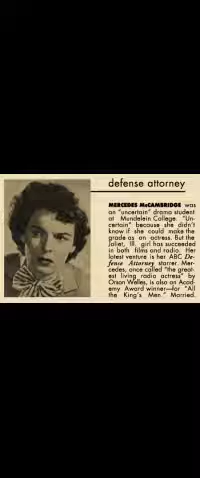 defense attorney
MERCEDES McCAMBRIDGE was
an "uncertain" drama student
at Mundelein College. "Un-
certain" because she didn't
know if she could make the
grade as an actress. But the
Joliet, Ill. girl has succeeded
in both films and radio. Her
latest venture is her ABC De-
fense Attorney starrer. Mer-
cedes, once called "the great-
est living radio actress" by
Orson Welles, is also an Acad-
emy Award winner—for "All
the King's Men." Married.